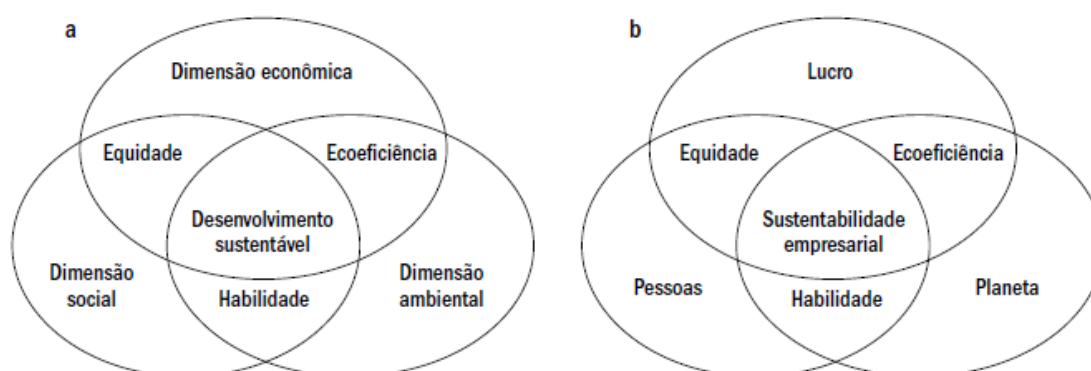 a
Dimensão econômica
Equidade
Ecoeficiência
Desenvolvimento
sustentável
Dimensão
social
Habilidade
Dimensão
ambiental
b
Lucro
Equidade
Ecoeficiência
Sustentabilidade
empresarial
Pessoas
Habilidade
Planeta